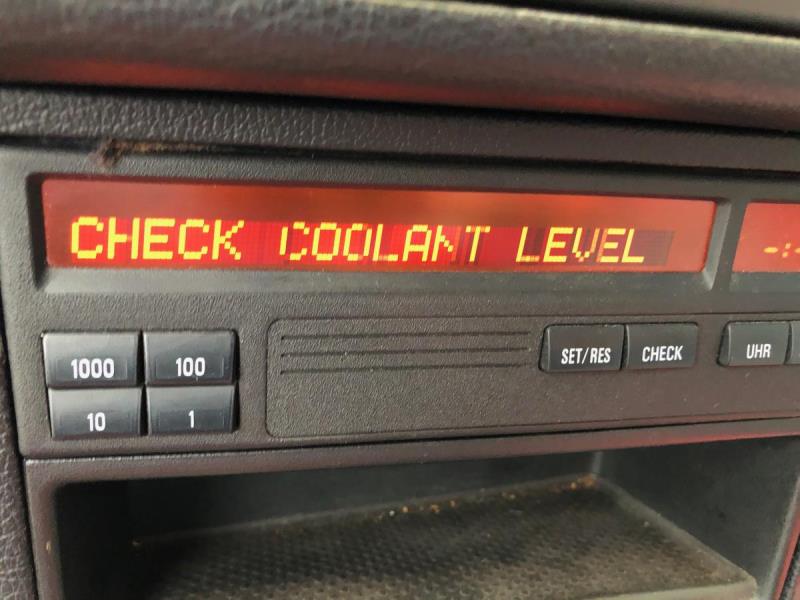 CHECK COOLANT LEVEL
-:-
1000 100 SET/RES CHECK UHR
10 1